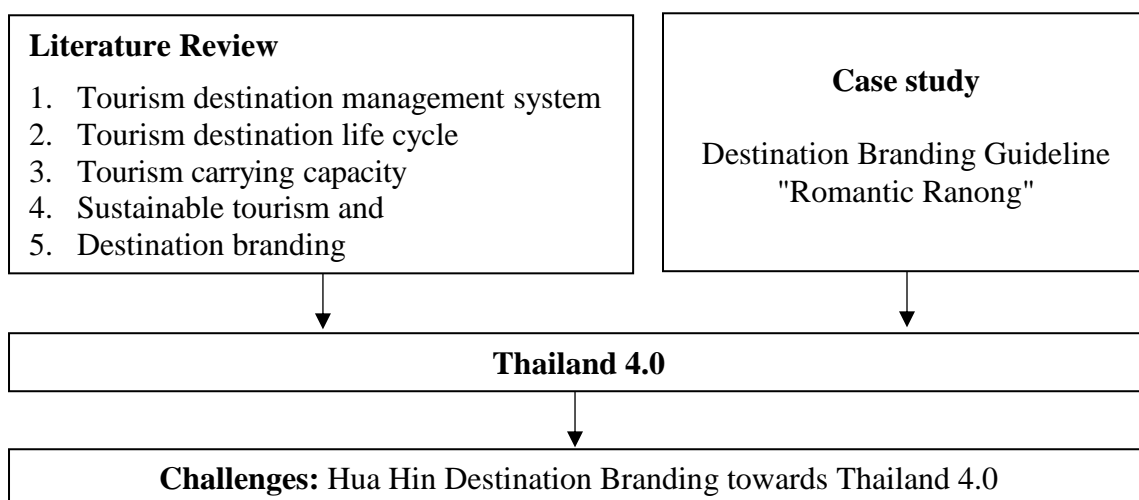 Literature Review
1. Tourism destination management system
2. Tourism destination life cycle
3. Tourism carrying capacity
4. Sustainable tourism and
5. Destination branding
Case study
Destination Branding Guideline
"Romantic Ranong"
Thailand 4.0
Challenges: Hua Hin Destination Branding towards Thailand 4.0